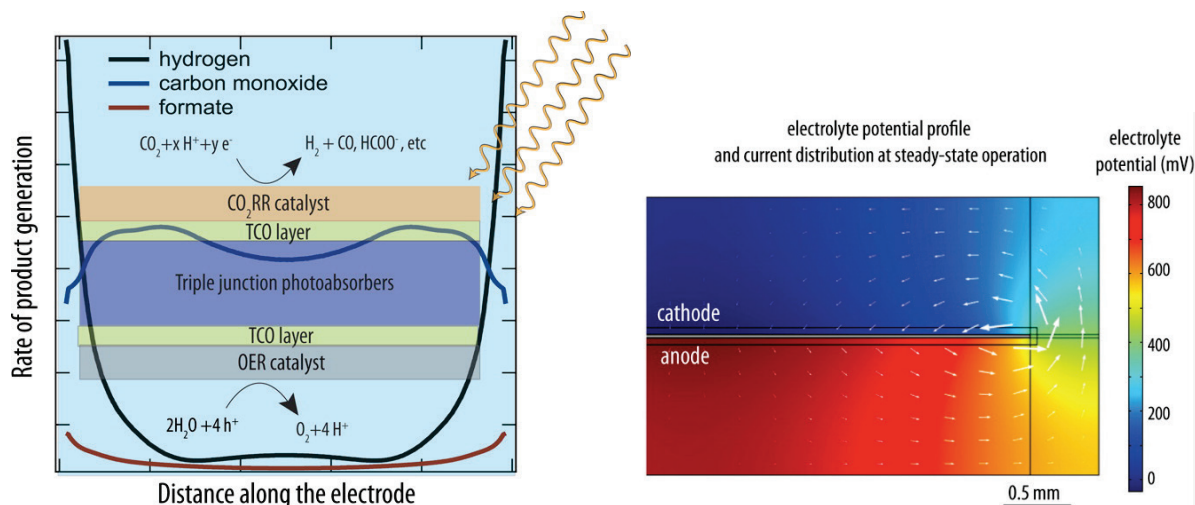 hydrogen
carbon monoxide
formate
CO₂+x H⁺+y e⁻
H₂ + CO, HCOO⁻, etc
CO₂RR catalyst
TCO layer
Triple junction photoabsorbers
TCO layer
OER catalyst
2H₂O +4 h⁺
O₂+4 H⁺
Rate of product generation
Distance along the electrode
electrolyte potential profile
and current distribution at steady-state operation
electrolyte
potential (mV)
cathode
anode
800
600
400
200
0
0.5 mm